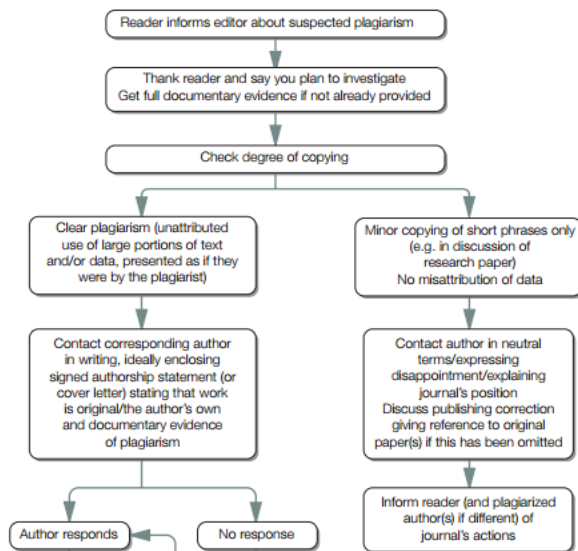 Reader informs editor about suspected plagiarism
Thank reader and say you plan to investigate
Get full documentary evidence if not already provided
Check degree of copying
Clear plagiarism (unattributed
use of large portions of text
and/or data, presented as if they
were by the plagiarist)
Minor copying of short phrases only
(e.g. in discussion of
research paper)
No misattribution of data
Contact corresponding author
in writing, ideally enclosing
signed authorship statement (or
cover letter) stating that work
is original/the author's own
and documentary evidence
of plagiarism
Contact author in neutral
terms/expressing
disappointment/explaining
journal's position
Discuss publishing correction
giving reference to original
paper(s) if this has been omitted
Author responds
No response
Inform reader (and plagiarized
author(s) if different) of
journal's actions